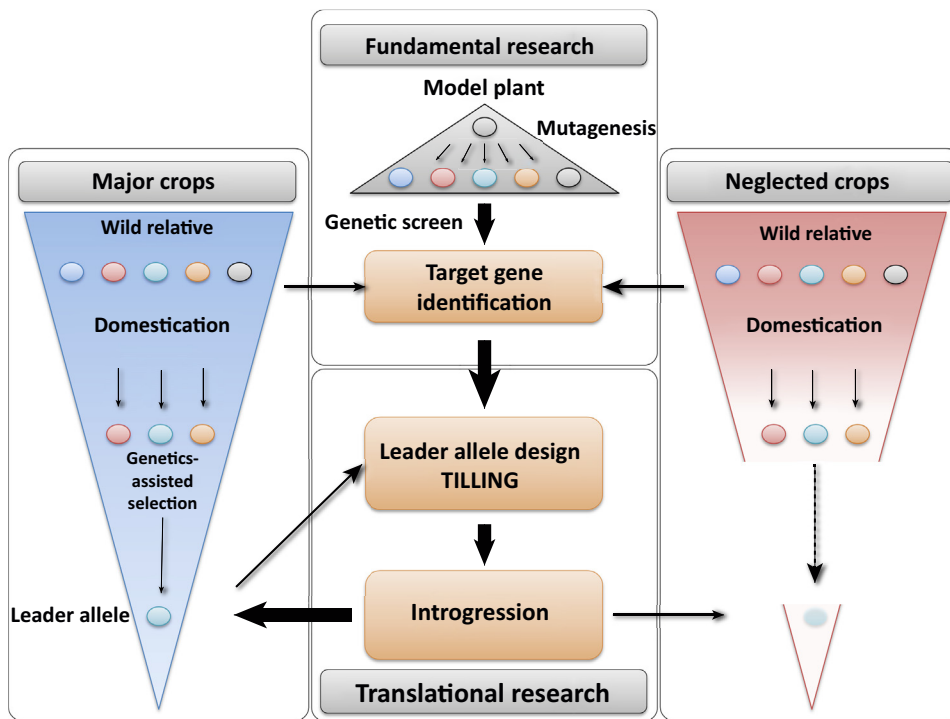 Fundamental research
Model plant
Mutagenesis
Genetic screen
Target gene
identification
Major crops
Wild relative
Domestication
Genetics-
assisted
selection
Leader allele
Neglected crops
Wild relative
Domestication
Leader allele design
TILLING
Introgression
Translational research